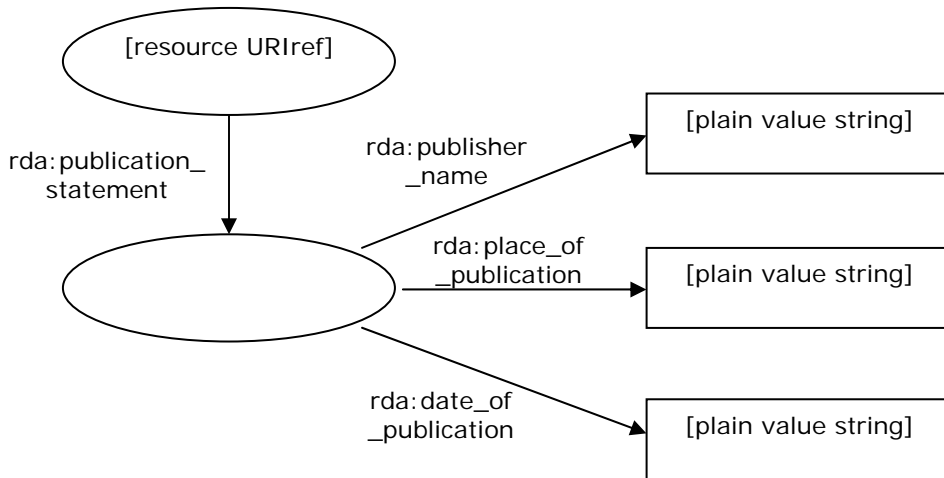 [resource URIref]
[plain value string]
rda:publisher
_name
rda:publication_
statement
rda:place_of
_publication
[plain value string]
rda:date_of
_publication
[plain value string]